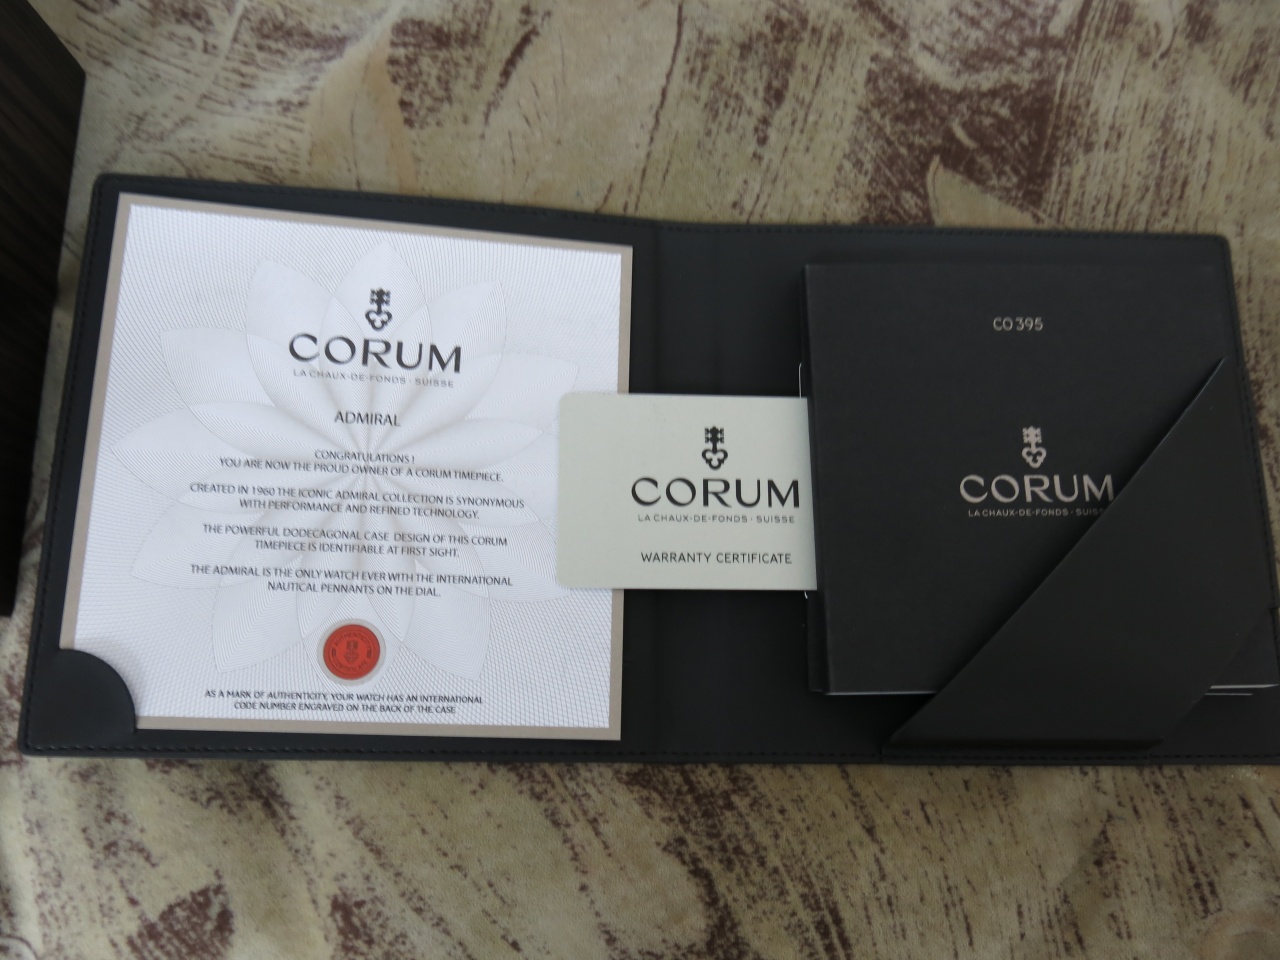 CORUM
LA CHAUX-DE-FONDS · SUISSE
ADMIRAL
CONGRATULATIONS !
YOU ARE NOW THE PROUD OWNER OF A CORUM TIMEPIECE.
CREATED IN 1960 THE ICONIC ADMIRAL COLLECTION IS SYNONYMOUS
WITH PERFORMANCE AND REFINED TECHNOLOGY.
THE POWERFUL DODECAGONAL CASE DESIGN OF THIS CORUM
TIMEPIECE IS IDENTIFIABLE AT FIRST SIGHT.
THE ADMIRAL IS THE ONLY WATCH EVER WITH THE INTERNATIONAL
NAUTICAL PENNANTS ON THE DIAL.
AS A MARK OF AUTHENTICITY, YOUR WATCH HAS AN INTERNATIONAL
CODE NUMBER ENGRAVED ON THE BACK OF THE CASE
CORUM
LA CHAUX-DE-FONDS · SUISSE
WARRANTY CERTIFICATE
CO 395
CORUM
LA CHAUX-DE-FONDS · SUISSE